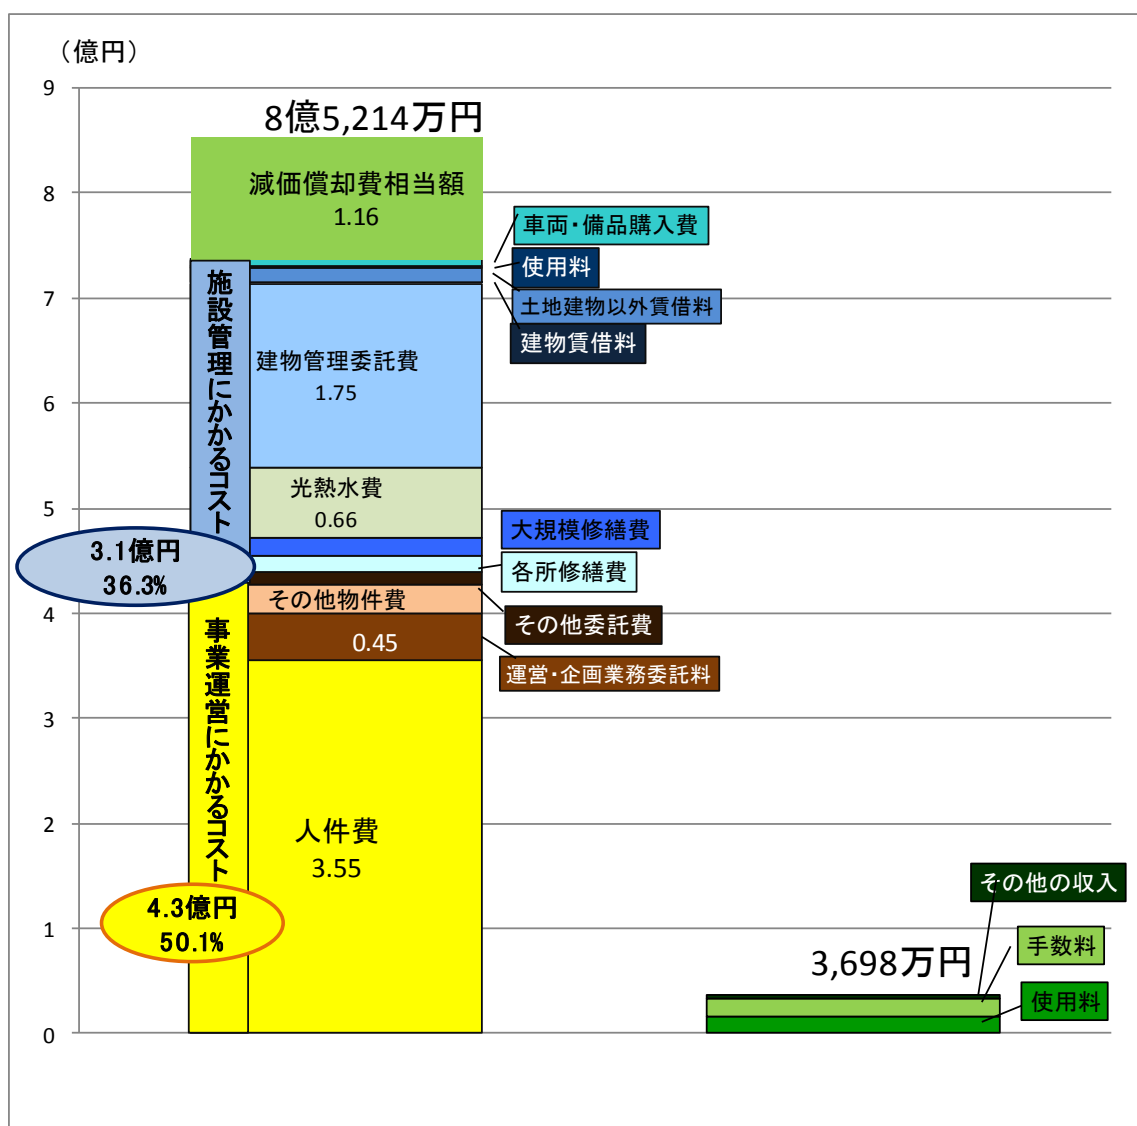 （億円）
9
8
7
6
5
4
3
2
1
0
8億5,214万円
減価償却費相当額
1.16
車両・備品購入費
使用料
土地建物以外賃借料
建物賃借料
施設管理にかかるコスト
建物管理委託費
1.75
光熱水費
0.66
大規模修繕費
各所修繕費
3.1億円
36.3%
その他物件費
その他委託費
0.45
運営・企画業務委託料
事業運営にかかるコスト
人件費
3.55
4.3億円
50.1%
3,698万円
その他の収入
手数料
使用料